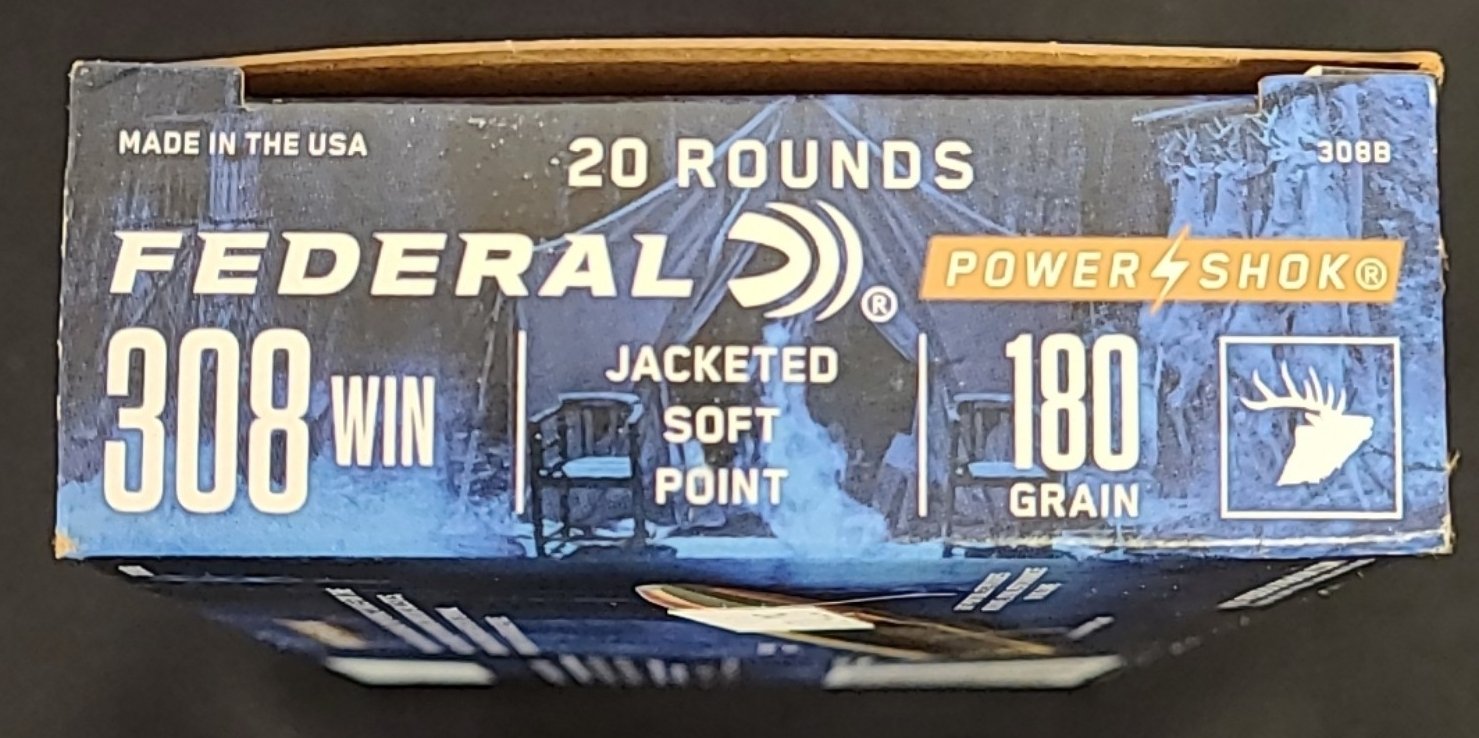 MADE IN THE USA
20 ROUNDS
308B
FEDERAL ®
POWER SHOK®
308 WIN
JACKETED
SOFT
POINT
180
GRAIN